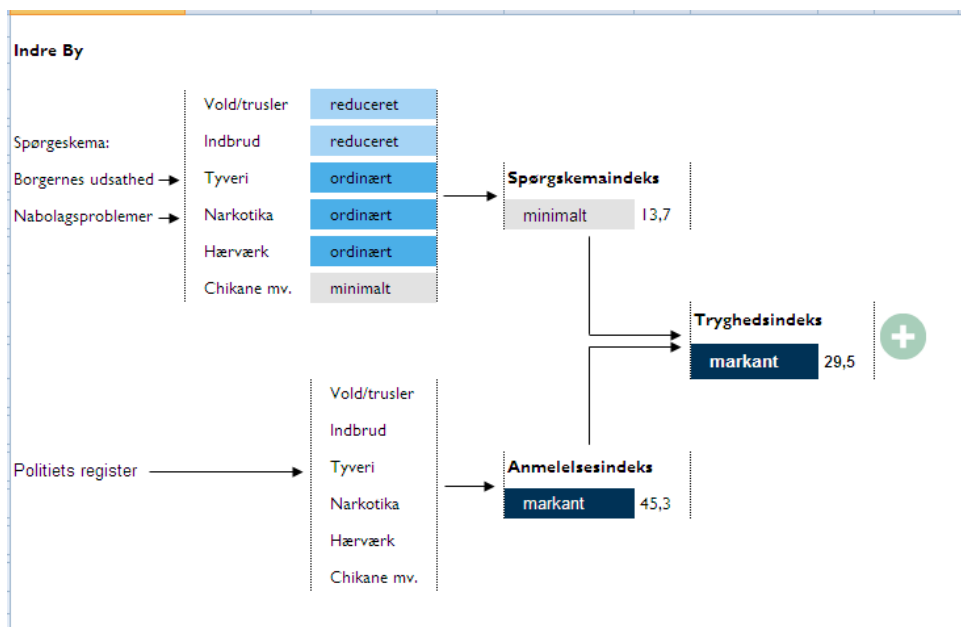 Indre By
Spørgeskema:
Borgernes udsathed
Nabolagsproblemer
Vold/trusler reduceret
Indbrud reduceret
Tyveri ordinært
Narkotika ordinært
Hærværk ordinært
Chikane mv. minimalt
Spørgskemaindeks
minimalt 13,7
Tryghedsindeks
markant 29,5
Politiets register
Vold/trusler
Indbrud
Tyveri
Narkotika
Hærværk
Chikane mv.
Anmelelsesindeks
markant 45,3